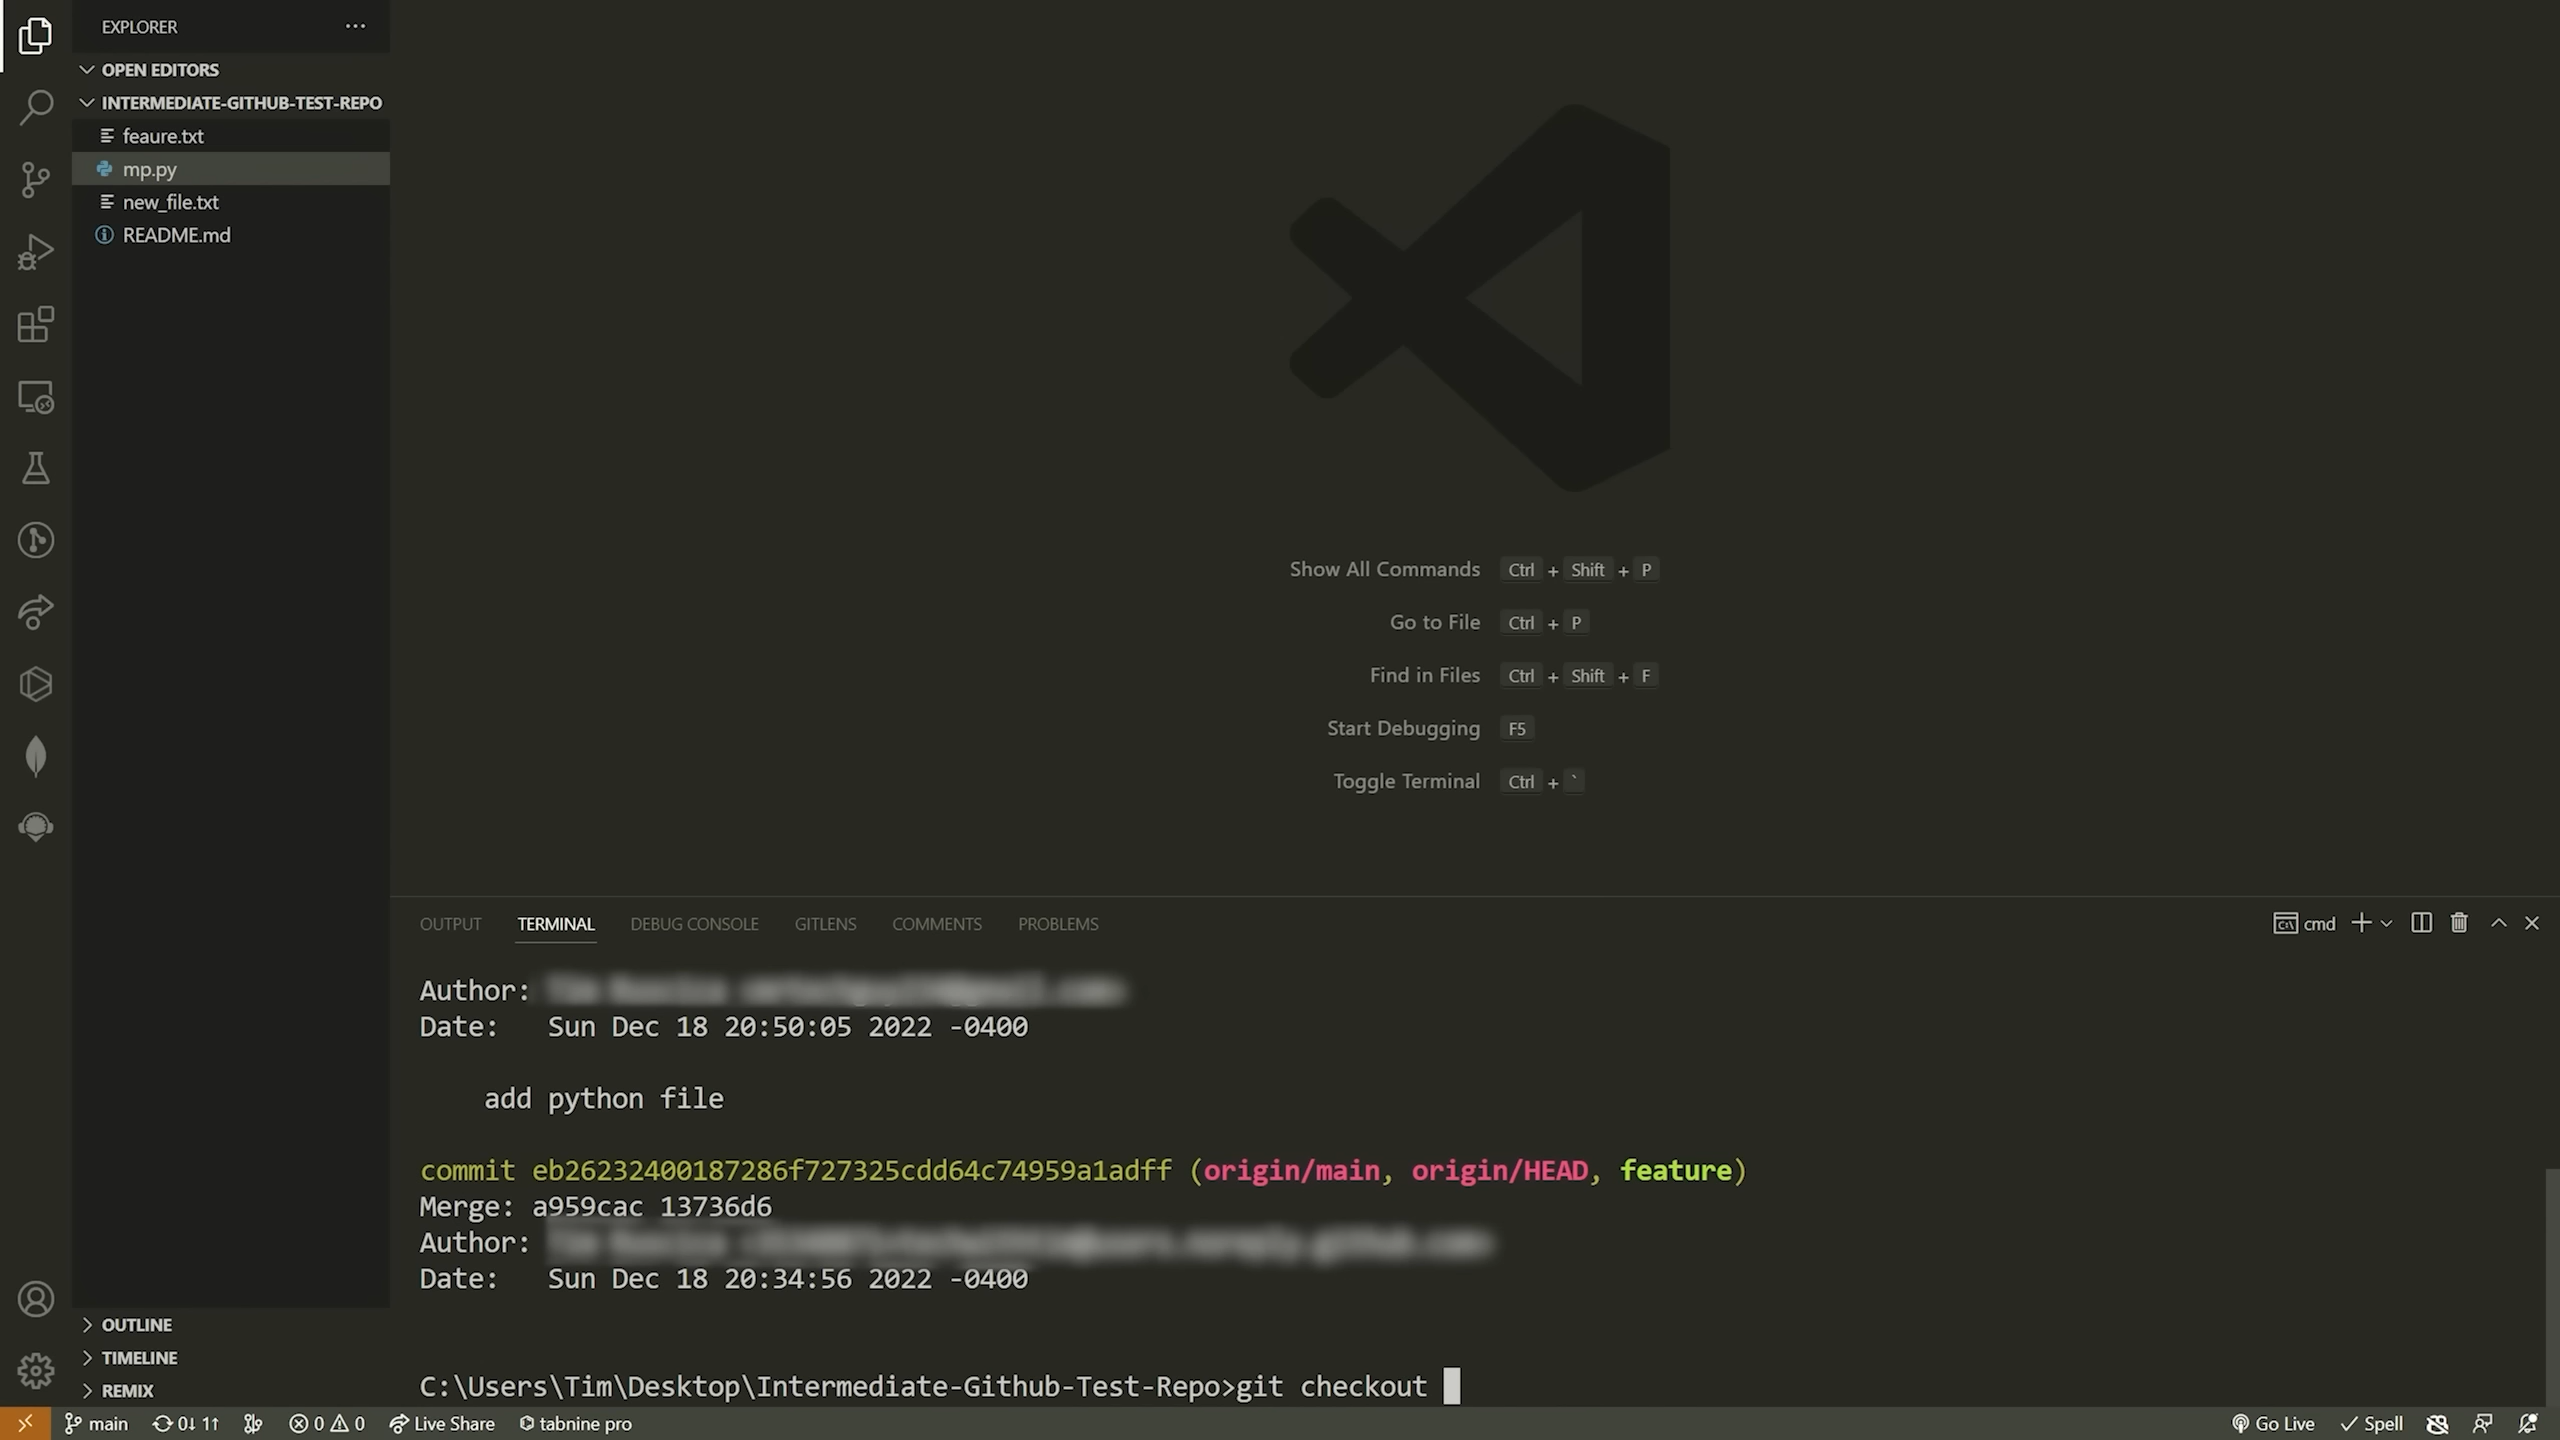 EXPLORER
OPEN EDITORS
INTERMEDIATE-GITHUB-TEST-REPO
feaure.txt
mp.py
new_file.txt
README.md
Show All Commands Ctrl + Shift + P
Go to File Ctrl + P
Find in Files Ctrl + Shift + F
Start Debugging F5
Toggle Terminal Ctrl + `
OUTPUT TERMINAL DEBUG CONSOLE GITLENS COMMENTS PROBLEMS cmd
Author:
Date: Sun Dec 18 20:50:05 2022 -0400
add python file
commit eb26232400187286f727325cdd64c74959a1adff (origin/main, origin/HEAD, feature)
Merge: a959cac 13736d6
Author:
Date: Sun Dec 18 20:34:56 2022 -0400
C:\Users\Tim\Desktop\Intermediate-Github-Test-Repo>git checkout
OUTLINE
TIMELINE
REMIX
main 0↓ 1↑ 0 0 Live Share tabnine pro Go Live Spell